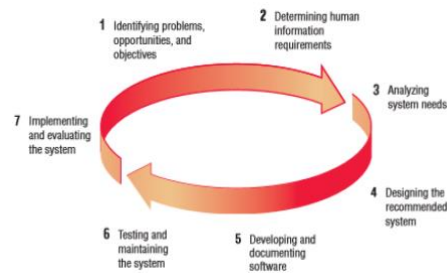 1 Identifying problems,
opportunities, and
objectives
2 Determining human
information
requirements
3 Analyzing
system needs
4 Designing the
recommended
system
5 Developing and
documenting
software
6 Testing and
maintaining
the system
7 Implementing
and evaluating
the system